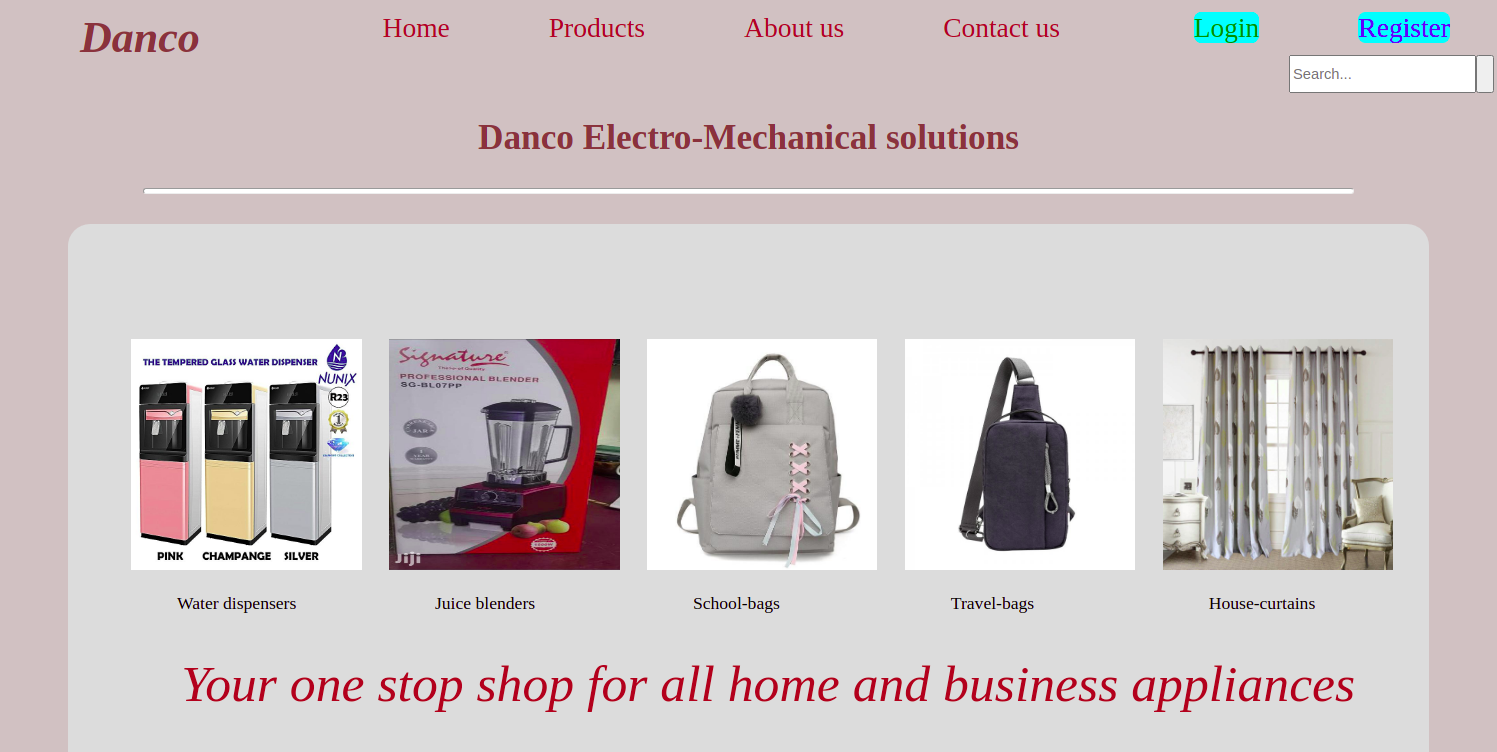 Danco
Home
Products
About us
Contact us
Login
Register
Search...
Danco Electro-Mechanical solutions
THE TEMPERED GLASS WATER DISPENSER
NUNIX
R23
1
PINK
CHAMPANGE
SILVER
Signature
PROFESSIONAL BLENDER
SG-BL07PP
JIJI
Water dispensers
Juice blenders
School-bags
Travel-bags
House-curtains
Your one stop shop for all home and business appliances